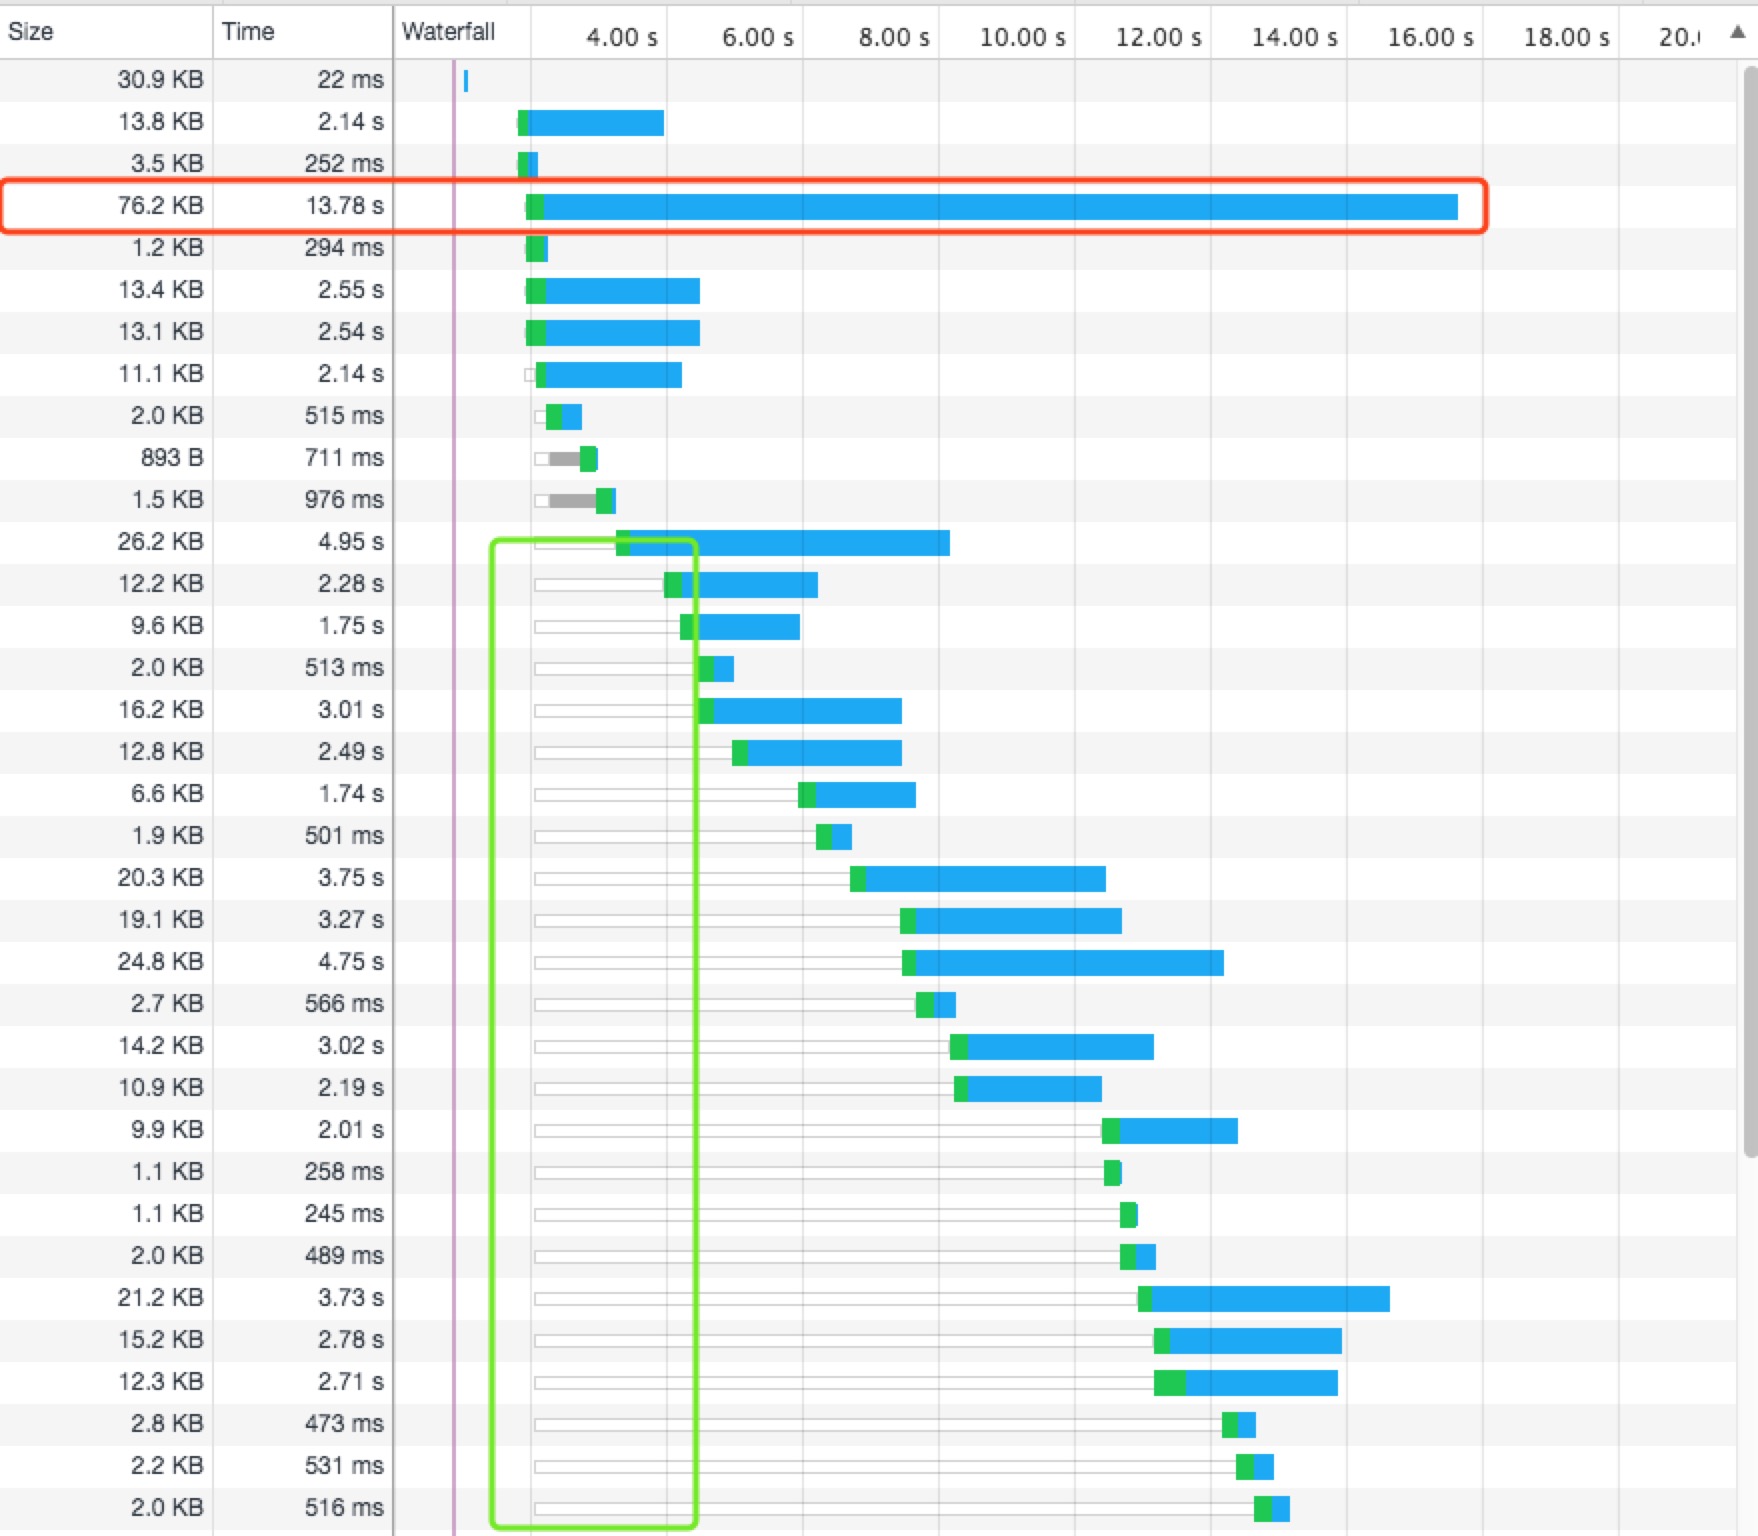 Size Time Waterfall 4.00 s 6.00 s 8.00 s 10.00 s 12.00 s 14.00 s 16.00 s 18.00 s 20.
30.9 KB 22 ms
13.8 KB 2.14 s
3.5 KB 252 ms
76.2 KB 13.78 s
1.2 KB 294 ms
13.4 KB 2.55 s
13.1 KB 2.54 s
11.1 KB 2.14 s
2.0 KB 515 ms
893 B 711 ms
1.5 KB 976 ms
26.2 KB 4.95 s
12.2 KB 2.28 s
9.6 KB 1.75 s
2.0 KB 513 ms
16.2 KB 3.01 s
12.8 KB 2.49 s
6.6 KB 1.74 s
1.9 KB 501 ms
20.3 KB 3.75 s
19.1 KB 3.27 s
24.8 KB 4.75 s
2.7 KB 566 ms
14.2 KB 3.02 s
10.9 KB 2.19 s
9.9 KB 2.01 s
1.1 KB 258 ms
1.1 KB 245 ms
2.0 KB 489 ms
21.2 KB 3.73 s
15.2 KB 2.78 s
12.3 KB 2.71 s
2.8 KB 473 ms
2.2 KB 531 ms
2.0 KB 516 ms